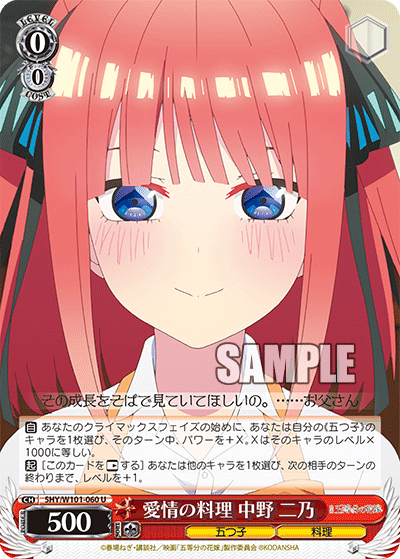 LEVEL
0
0
COST
SAMPLE
その成長をそばで見ていてほしいの。……お父さん
自 あなたのクライマックスフェイズの始めに、あなたは自分の《五つ子》の
キャラを1枚選び、そのターン中、パワーを+X。Xはそのキャラのレベル×
1000に等しい。
起 [このカードを する] あなたは他のキャラを1枚選び、次の相手のターンの
終わりまで、レベルを+1。
CH 5HY/W101-060 U
500
愛情の料理 中野 二乃
五つ子 料理
©春場ねぎ・講談社/映画「五等分の花嫁」製作委員会 ©KODANSHA